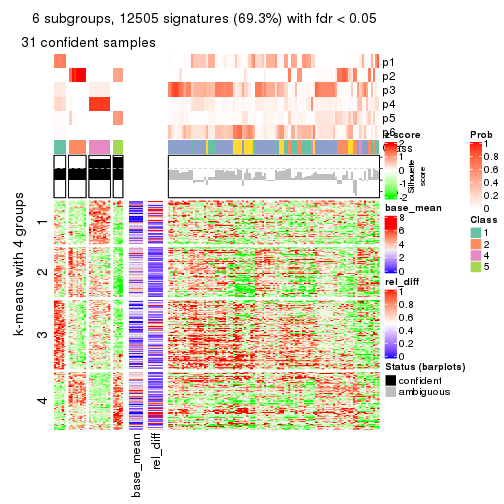 6 subgroups, 12505 signatures (69.3%) with fdr < 0.05
31 confident samples
p1
p2
p3
p4
p5
p6
z-score
2
1
0
-1
-2
Silhouette
score
base_mean
8
6
4
2
0
rel_diff
1
0.8
0.6
0.4
0.2
0
Status (barplots)
confident
ambiguous
Prob
1
0.8
0.6
0.4
0.2
0
Class
1
2
4
5
k-means with 4 groups
1
2
3
4
base_mean
rel_diff